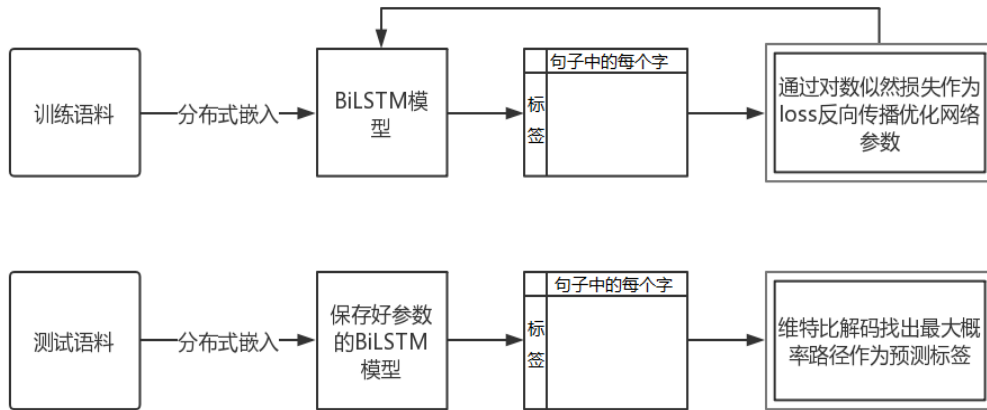 训练语料
分布式嵌入
BiLSTM模
型
句子中的每个字
标
签
通过对数似然损失作为
loss反向传播优化网络
参数
测试语料
分布式嵌入
保存好参数
的BiLSTM
模型
句子中的每个字
标
签
维特比解码找出最大概
率路径作为预测标签